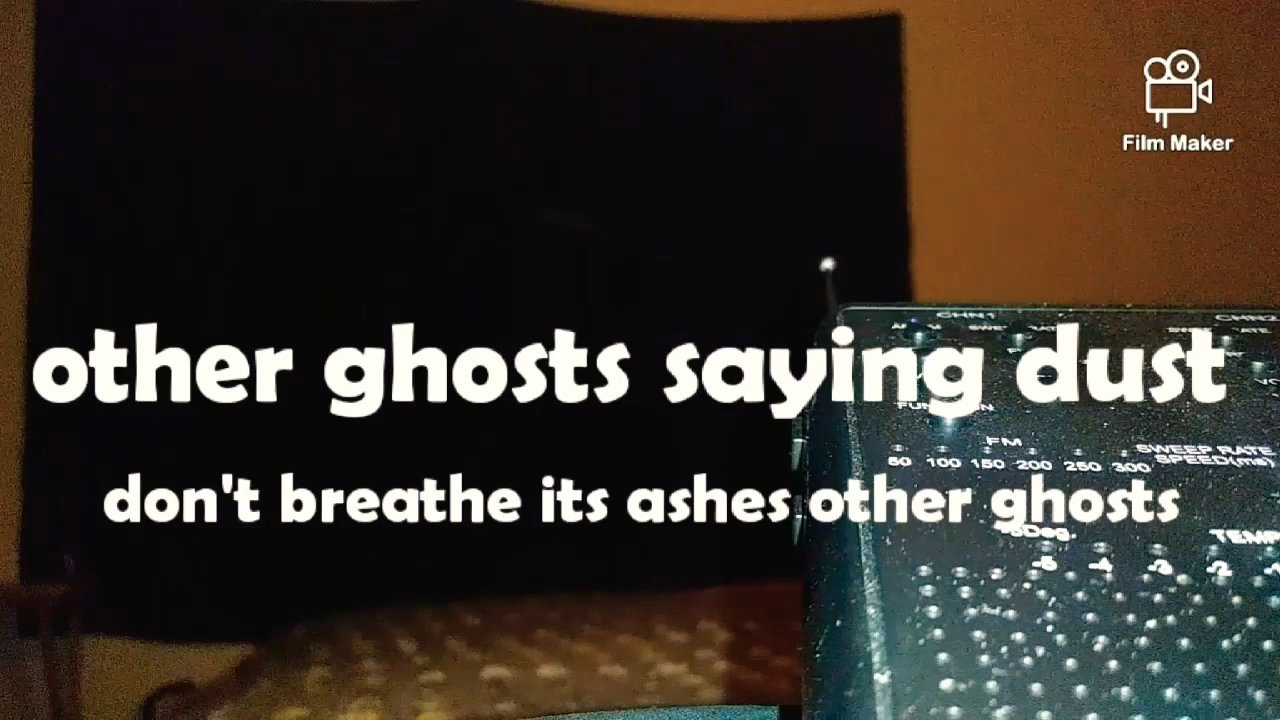 Film Maker
CHN1
other ghosts saying dust
FM
SWEEP RATE
50 100 150 200 250 300 SPEED(ms)
don't breathe its ashes other ghosts
TEMP
-5 -4 -3 -2